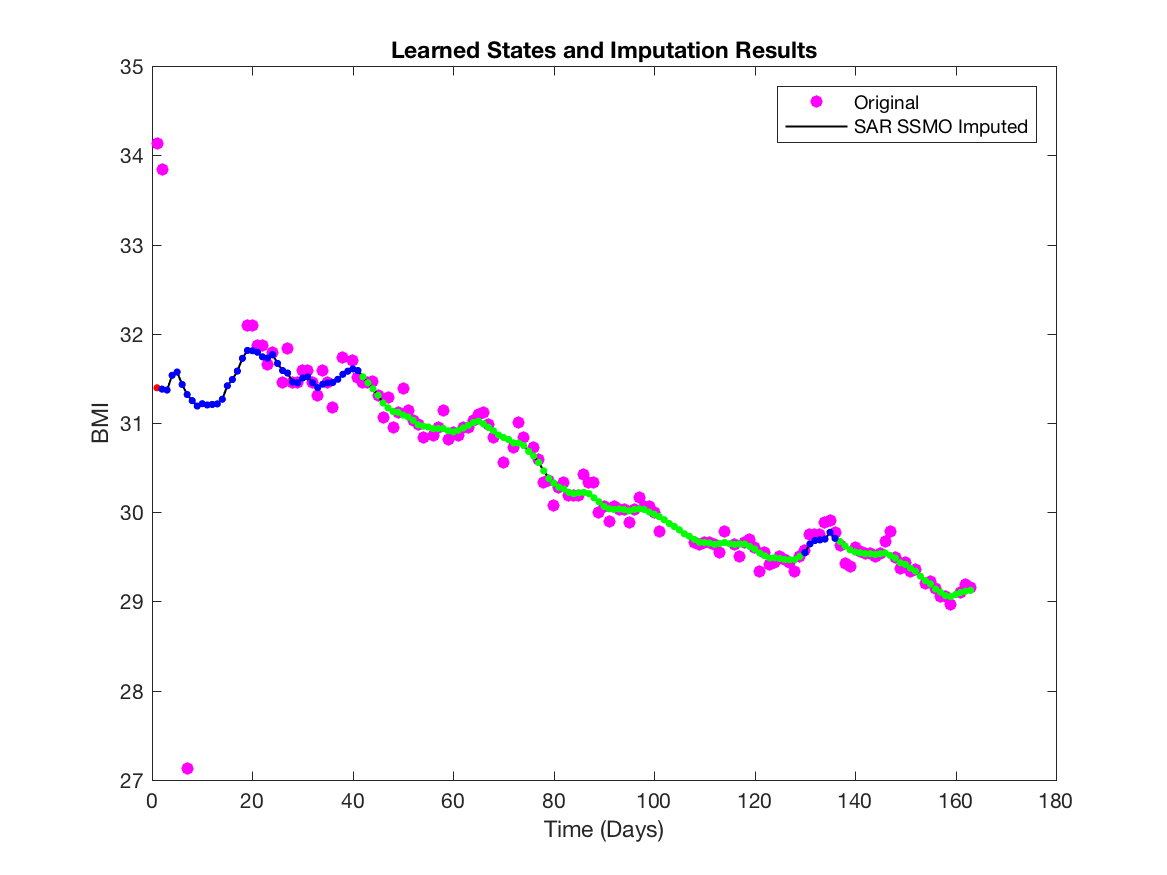 Learned States and Imputation Results
Original
SAR SSMO Imputed
BMI
35
34
33
32
31
30
29
28
27
0 20 40 60 80 100 120 140 160 180
Time (Days)